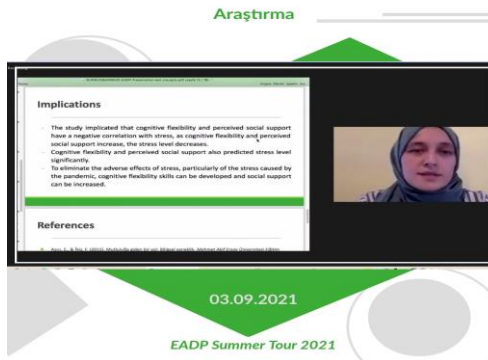 Araştırma
Implications
The study implicated that cognitive flexibility and perceived social support
have a negative correlation with stress, as cognitive flexibility and perceived
social support increase, the stress level decreases.
Cognitive flexibility and perceived social support also predicted stress level
significantly.
To eliminate the adverse effects of stress, particularly of the stress caused by
the pandemic, cognitive flexibility skills can be developed and social support
can be increased.
References
03.09.2021
EADP Summer Tour 2021